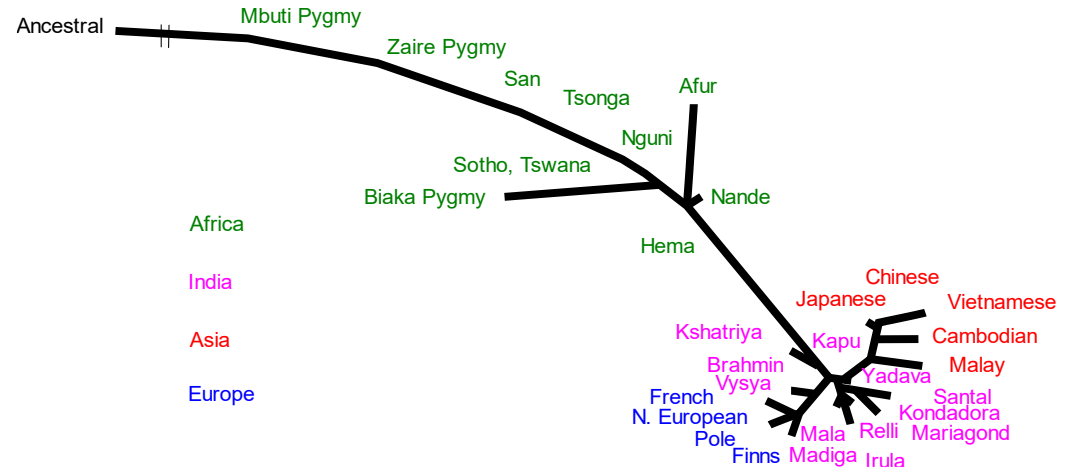 Mbuti Pygmy
Ancestral
Zaire Pygmy
San
Afur
Tsonga
Nguni
Sotho, Tswana
Biaka Pygmy
Nande
Africa
Hema
India
Chinese
Japanese
Vietnamese
Kshatriya
Kapu
Cambodian
Asia
Brahmin
Malay
Yadava
Vysya
Europe
French
Santal
N. European
Kondadora
Pole
Mala
Relli
Mariagond
Finns
Madiga
Irula